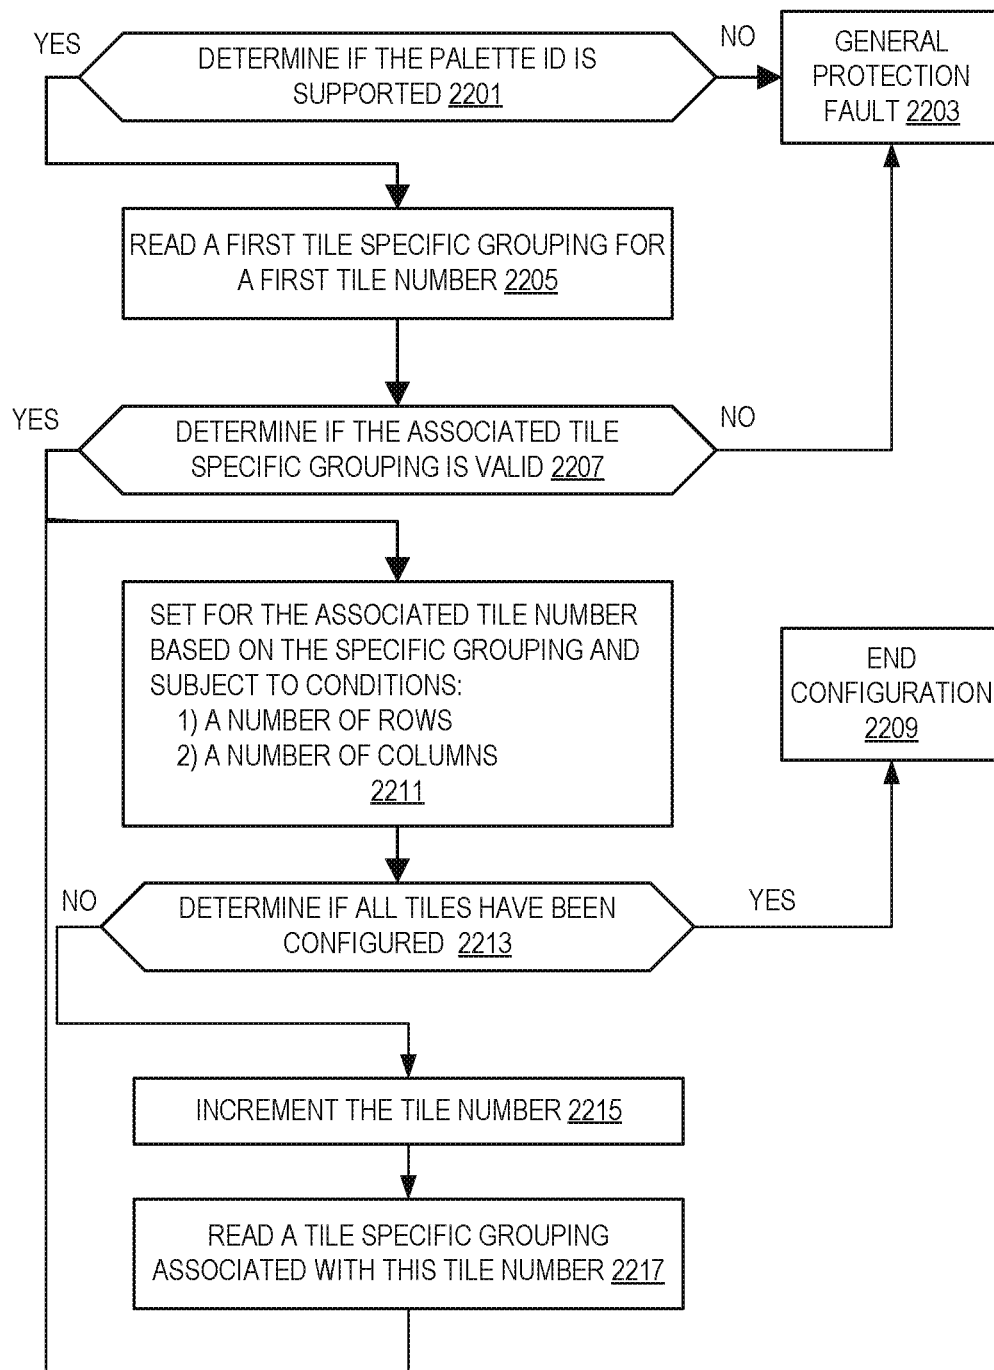 YES
DETERMINE IF THE PALETTE ID IS
SUPPORTED 2201
NO
GENERAL
PROTECTION
FAULT 2203
READ A FIRST TILE SPECIFIC GROUPING FOR
A FIRST TILE NUMBER 2205
YES
DETERMINE IF THE ASSOCIATED TILE
SPECIFIC GROUPING IS VALID 2207
NO
SET FOR THE ASSOCIATED TILE NUMBER
BASED ON THE SPECIFIC GROUPING AND
SUBJECT TO CONDITIONS:
1) A NUMBER OF ROWS
2) A NUMBER OF COLUMNS
2211
END
CONFIGURATION
2209
NO
DETERMINE IF ALL TILES HAVE BEEN
CONFIGURED 2213
YES
INCREMENT THE TILE NUMBER 2215
READ A TILE SPECIFIC GROUPING
ASSOCIATED WITH THIS TILE NUMBER 2217